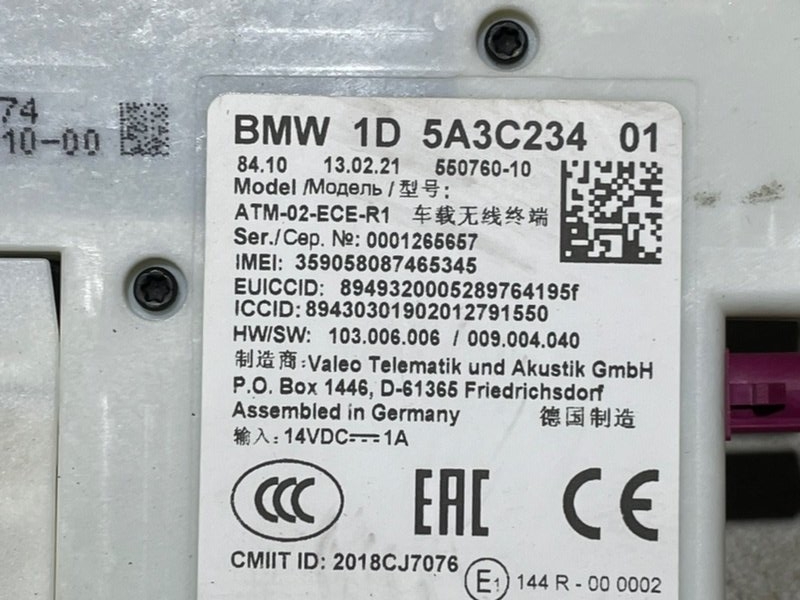 74
10-00
BMW 1D 5A3C234 01
84.10 13.02.21 550760-10
Model /Модель / 型号:
ATM-02-ECE-R1 车载无线终端
Ser./Сер. №: 0001265657
IMEI: 359058087465345
EUICCID: 8949320005289764195f
ICCID: 89430301902012791550
HW/SW: 103.006.006 / 009.004.040
制造商: Valeo Telematik und Akustik GmbH
P.O. Box 1446, D-61365 Friedrichsdorf
Assembled in Germany 德国制造
输入: 14VDC⎓1A
CCC EAC CE
CMIIT ID: 2018CJ7076
E1 144 R - 00 0002